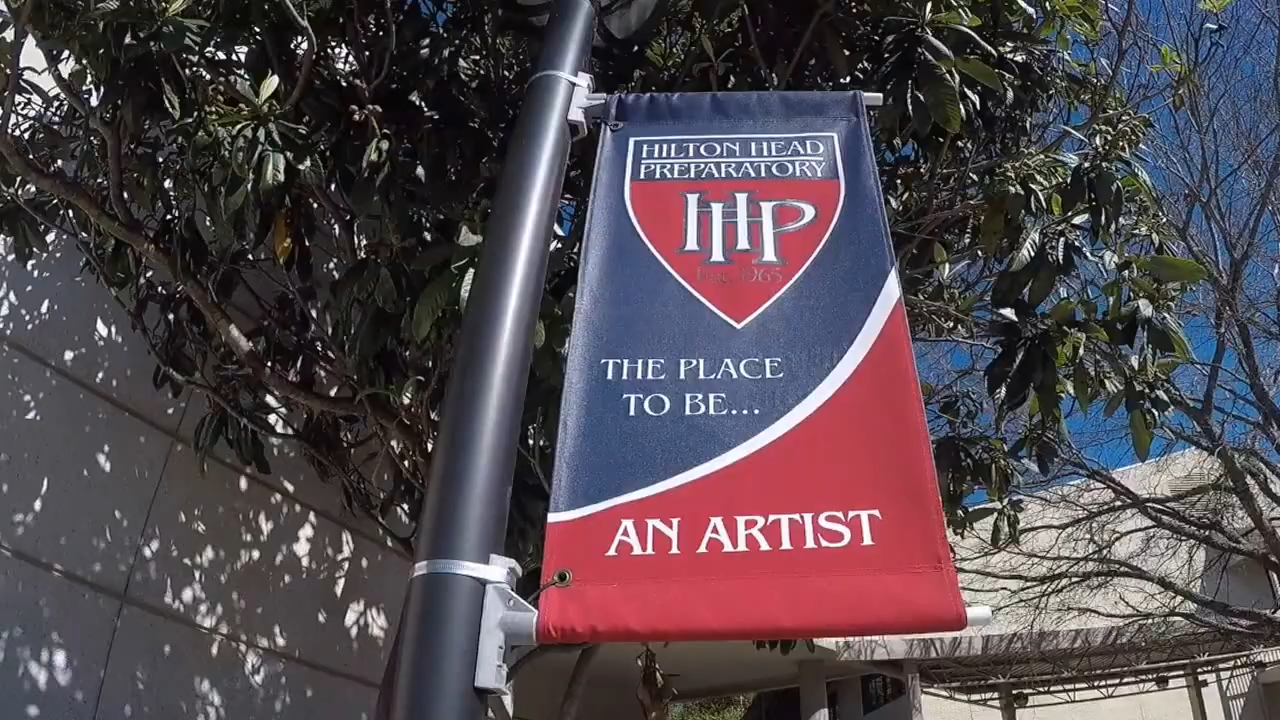 HILTON HEAD
PREPARATORY
HHP
Est. 1965
THE PLACE
TO BE...
AN ARTIST